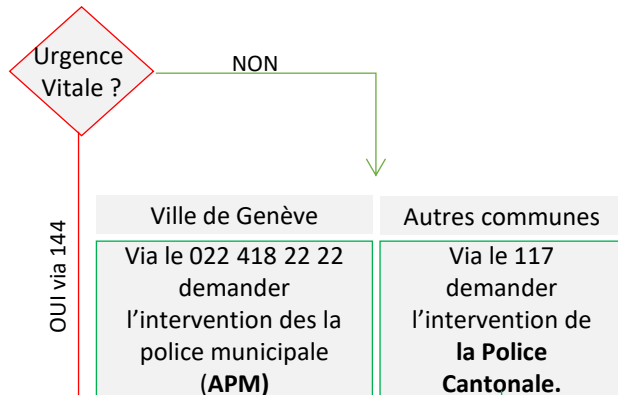 Urgence
Vitale ?
NON
OUI via 144
Ville de Genève
Via le 022 418 22 22
demander
l'intervention des la
police municipale
(APM)
Autres communes
Via le 117
demander
l'intervention de
la Police
Cantonale.